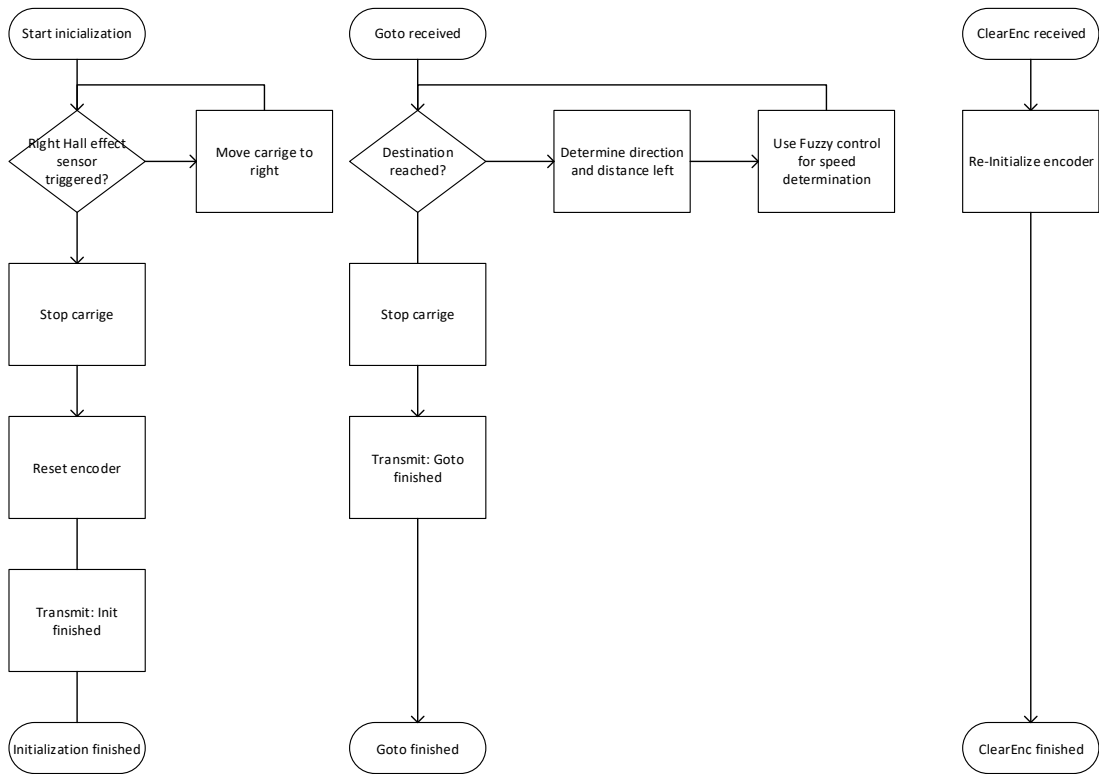 Start inicialization
Right Hall effect
sensor
triggered?
Move carrige to
right
Stop carrige
Reset encoder
Transmit: Init
finished
Initialization finished
Goto received
Destination
reached?
Determine direction
and distance left
Use Fuzzy control
for speed
determination
Stop carrige
Transmit: Goto
finished
Goto finished
ClearEnc received
Re-Initialize encoder
ClearEnc finished